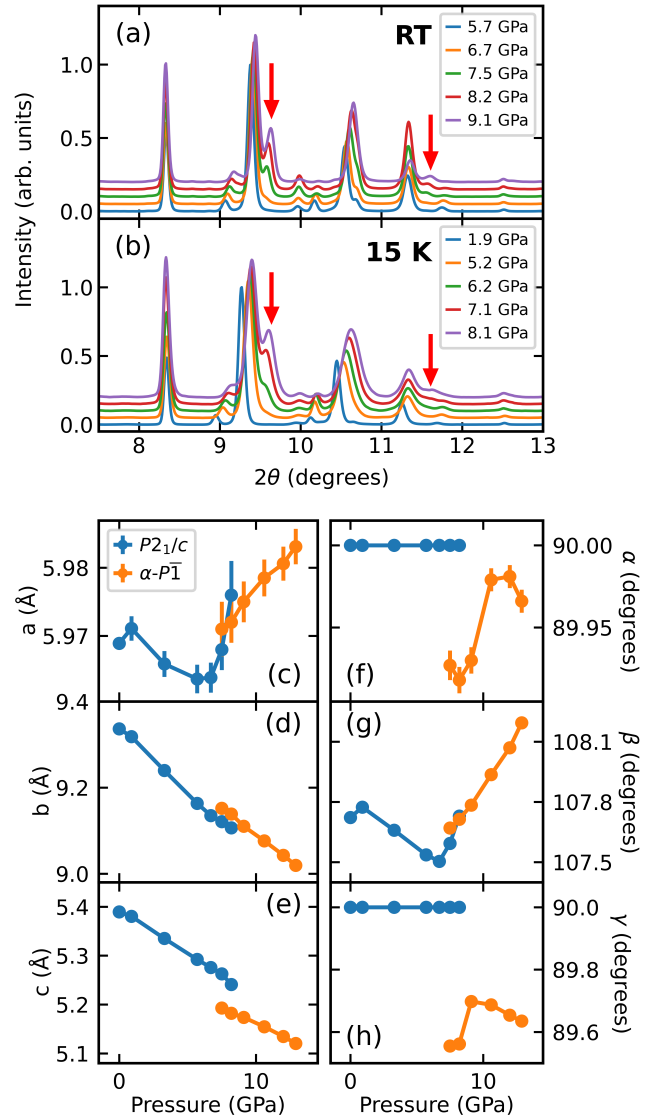 (a)
RT
5.7 GPa
6.7 GPa
7.5 GPa
8.2 GPa
9.1 GPa
1.0
0.5
0.0
Intensity (arb. units)
(b)
15 K
1.9 GPa
5.2 GPa
6.2 GPa
7.1 GPa
8.1 GPa
1.0
0.5
0.0
8 9 10 11 12 13
2θ (degrees)
P2₁/c
α-P1̅
5.98
5.97
a (Å)
(c)
90.00
89.95
α (degrees)
(f)
9.4
9.2
9.0
b (Å)
(d)
108.1
107.8
107.5
β (degrees)
(g)
5.4
5.3
5.2
5.1
c (Å)
(e)
90.0
89.8
89.6
γ (degrees)
(h)
0 10
0 10
Pressure (GPa)
Pressure (GPa)